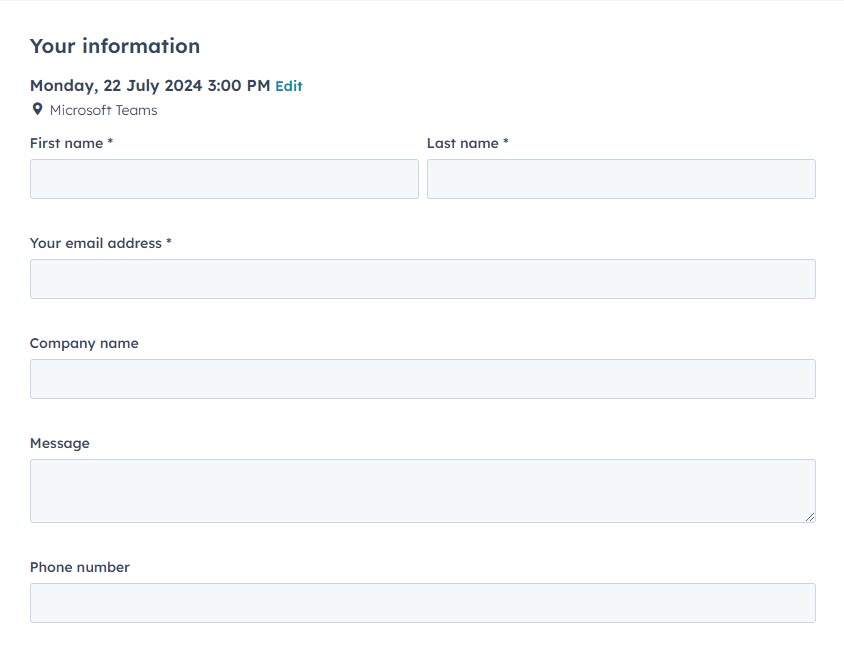 Your information
Monday, 22 July 2024 3:00 PM Edit
Microsoft Teams
First name * Last name *
Your email address *
Company name
Message
Phone number